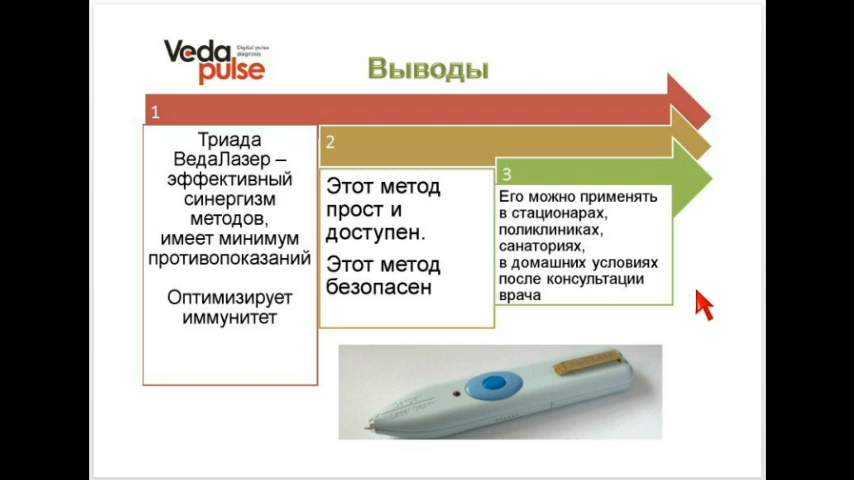 Veda
pulse
Digital pulse
diagnosis
Выводы
1
Триада
ВедаЛазер –
эффективный
синергизм
методов,
имеет минимум
противопоказаний
Оптимизирует
иммунитет
2
Этот метод
прост и
доступен.
Этот метод
безопасен
3
Его можно применять
в стационарах,
поликлиниках,
санаториях,
в домашних условиях
после консультации
врача